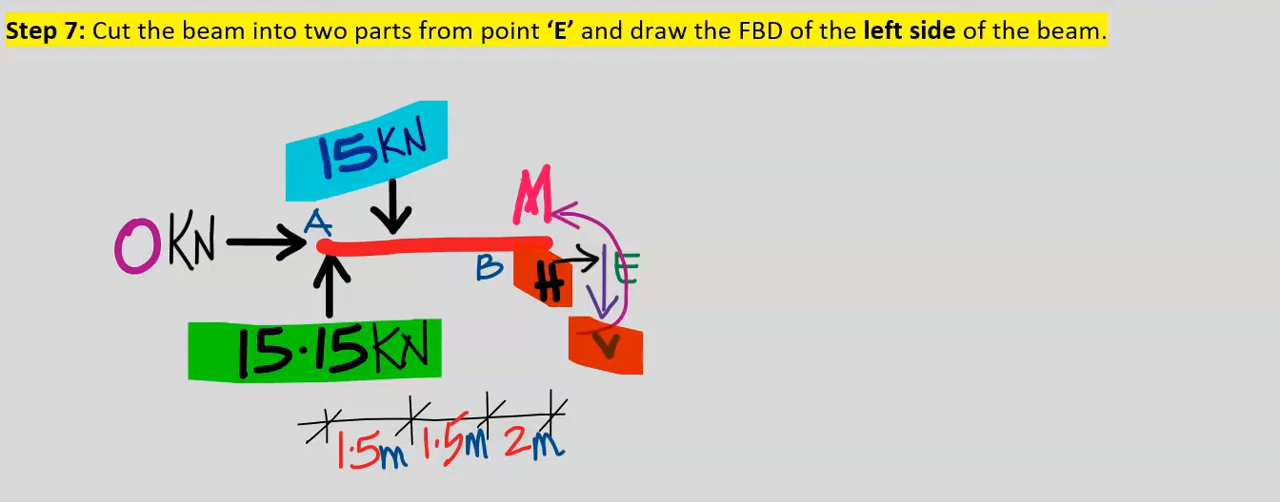 Step 7: Cut the beam into two parts from point ‘E’ and draw the FBD of the left side of the beam.
15KN
M
0KN
A
B
H
E
15.15KN
V
1.5m 1.5m 2m